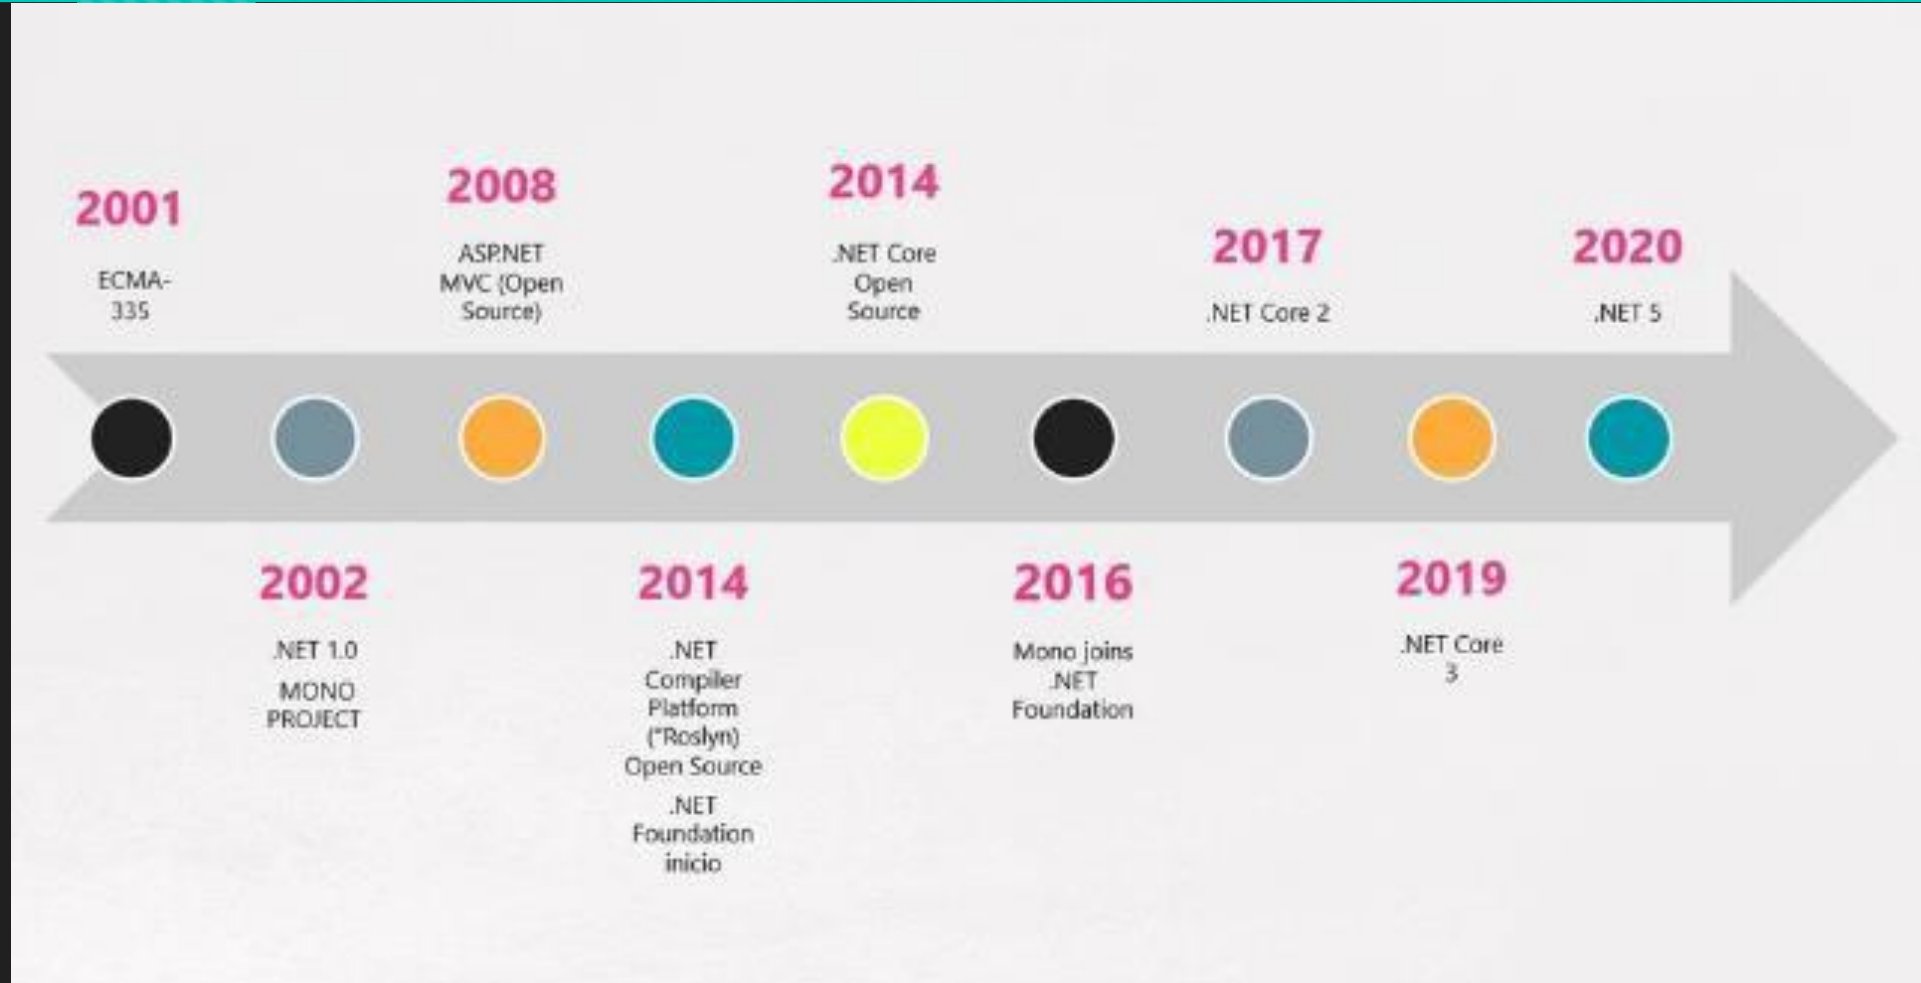 2001
ECMA-
335
2002
.NET 1.0
MONO
PROJECT
2008
ASP.NET
MVC (Open
Source)
2014
.NET
Compiler
Platform
("Roslyn)
Open Source
.NET
Foundation
inicio
2014
.NET Core
Open
Source
2016
Mono joins
.NET
Foundation
2017
.NET Core 2
2019
.NET Core
3
2020
.NET 5